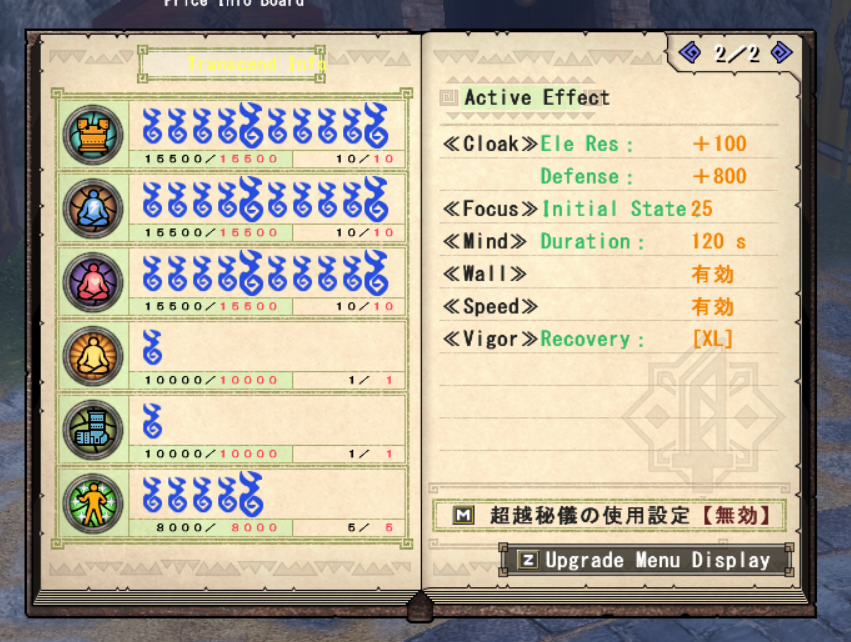 Price Info Board
Transcend Info
15500/15500 10/10
15500/15500 10/10
15500/15500 10/10
10000/10000 1/ 1
10000/10000 1/ 1
8000/ 8000 5/ 5
2/2
Active Effect
≪Cloak≫Ele Res : +100
Defense : +800
≪Focus≫Initial State 25
≪Mind≫ Duration : 120 s
≪Wall≫ 有効
≪Speed≫ 有効
≪Vigor≫Recovery : [XL]
M 超越秘儀の使用設定【無効】
Z Upgrade Menu Display